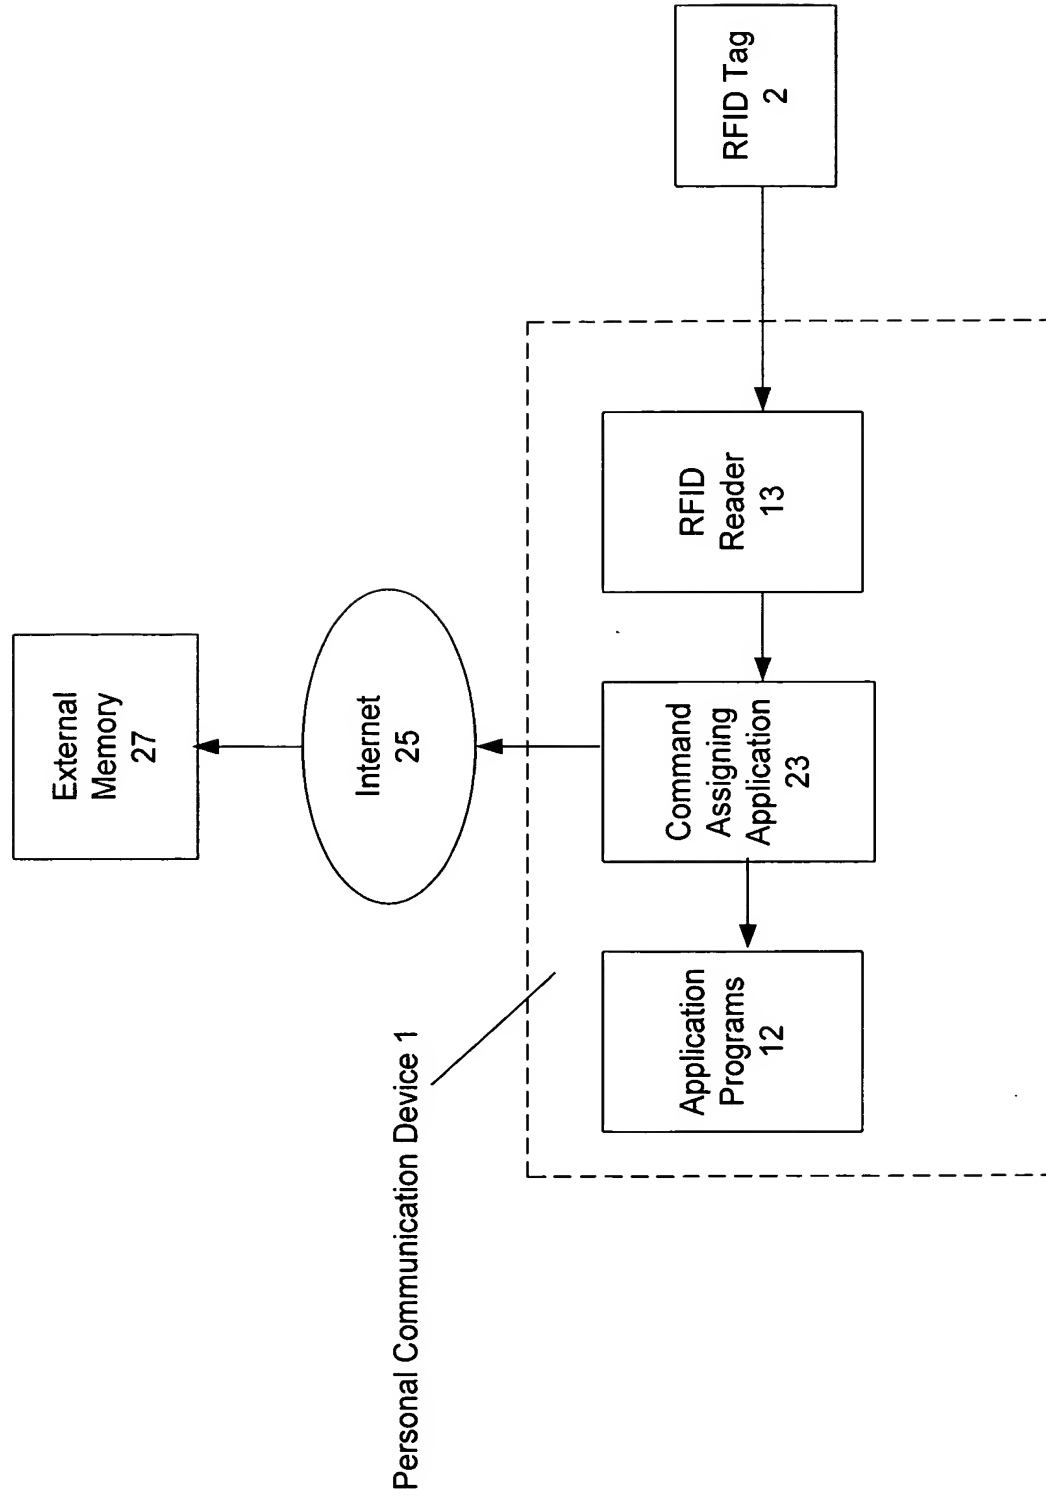 External
Memory
27
Internet
25
Personal Communication Device 1
Application
Programs
12
Command
Assigning
Application
23
RFID
Reader
13
RFID Tag
2